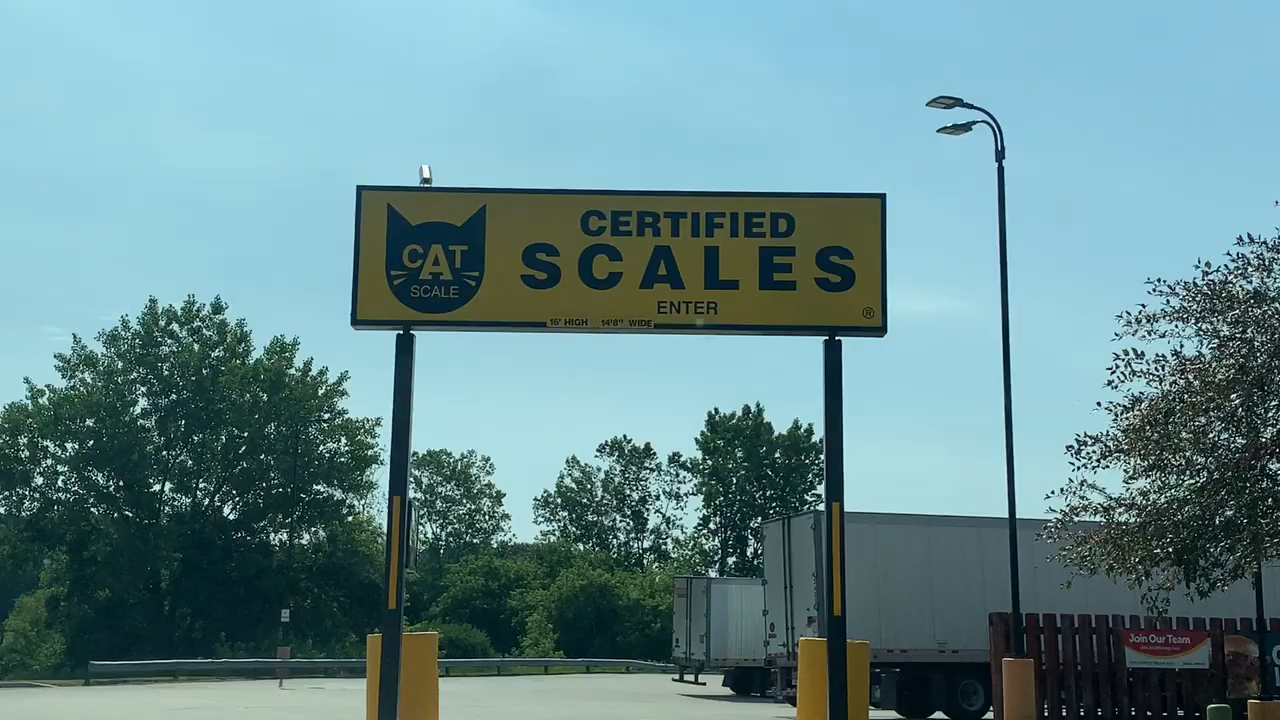 CAT
SCALE
CERTIFIED
SCALES
ENTER
®
16' HIGH 14'8" WIDE
Join Our Team